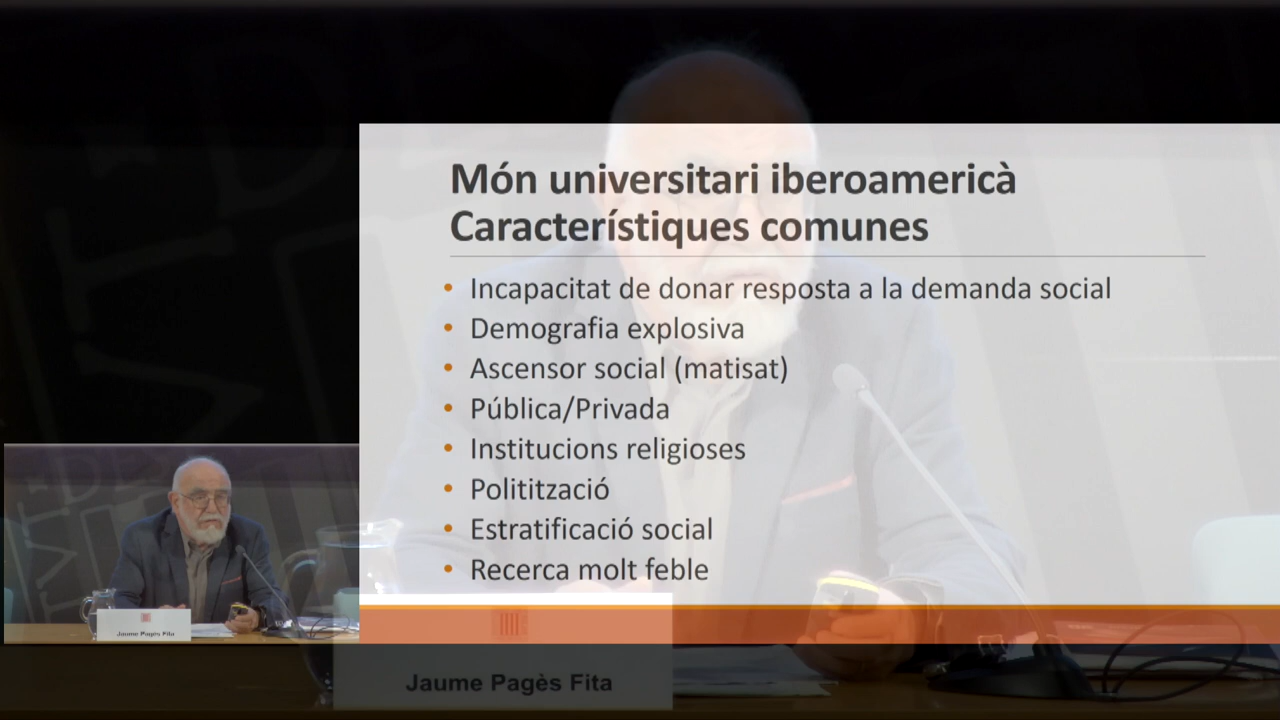 Món universitari iberoamericà
Característiques comunes
• Incapacitat de donar resposta a la demanda social
• Demografia explosiva
• Ascensor social (matisat)
• Pública/Privada
• Institucions religioses
• Politització
• Estratificació social
• Recerca molt feble
Jaume Pagès Fita
Jaume Pagès Fita